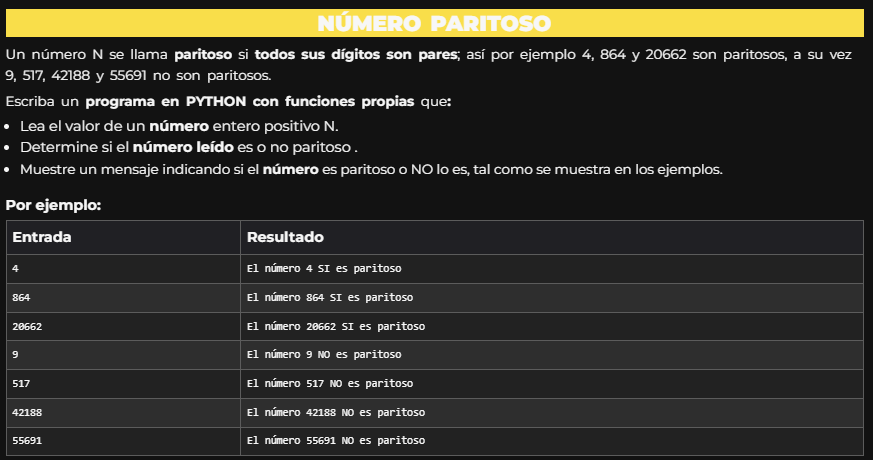 NÚMERO PARITOSO
Un número N se llama paritoso si todos sus dígitos son pares; así por ejemplo 4, 864 y 20662 son paritosos, a su vez
9, 517, 42188 y 55691 no son paritosos.
Escriba un programa en PYTHON con funciones propias que:
• Lea el valor de un número entero positivo N.
• Determine si el número leído es o no paritoso .
• Muestre un mensaje indicando si el número es paritoso o NO lo es, tal como se muestra en los ejemplos.
Por ejemplo:
Entrada Resultado
4 El número 4 SI es paritoso
864 El número 864 SI es paritoso
20662 El número 20662 SI es paritoso
9 El número 9 NO es paritoso
517 El número 517 NO es paritoso
42188 El número 42188 NO es paritoso
55691 El número 55691 NO es paritoso